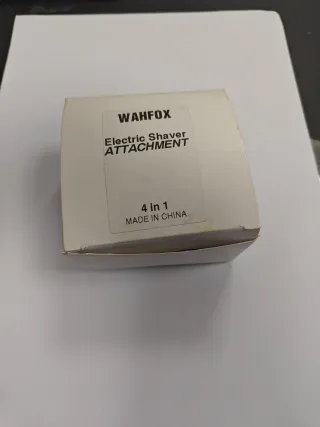 WAHFOX
Electric Shaver
ATTACHMENT
4 in 1
MADE IN CHINA